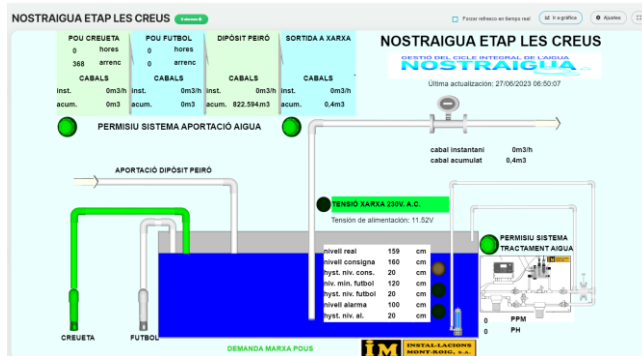 NOSTRAIGUA ETAP LES CREUS
Forzar refresco en tiempo real
Ir a gráfica
Ajustes
POU CREUETA POU FUTBOL DIPÒSIT PEIRÓ SORTIDA A XARXA
0 hores 0 hores
368 arrenc 0 arrenc
CABALS CABALS CABALS CABALS
inst. 0m3/h inst. 0m3/h inst. 0m3/h inst. 0m3/h
acum. 0m3 acum. 0m3 acum. 822.594.m3 acum. 0,4m3
PERMISIU SISTEMA APORTACIÓ AIGUA
NOSTRAIGUA ETAP LES CREUS
GESTIÓ DEL CICLE INTEGRAL DE L'AIGUA
NOSTRAIGUA
Última actualización: 27/06/2023 06:50:07
cabal instantani 0m3/h
cabal acumulat 0,4m3
APORTACIÓ DIPÒSIT PEIRÓ
TENSIÓ XARXA 230V. A.C.
Tensión de alimentación: 11.52V
PERMISIU SISTEMA
TRACTAMENT AIGUA
nivell real 159 cm
nivell consigna 160 cm
hyst. niv. cons. 20 cm
niv. min. futbol 120 cm
hyst. niv. futbol 20 cm
nivell alarma 100 cm
hyst. niv. al. 20 cm
0 PPM
0 PH
CREUETA
FUTBOL
DEMANDA MARXA POUS
IM INSTAL·LACIONS
MONT-ROIG, S.A.